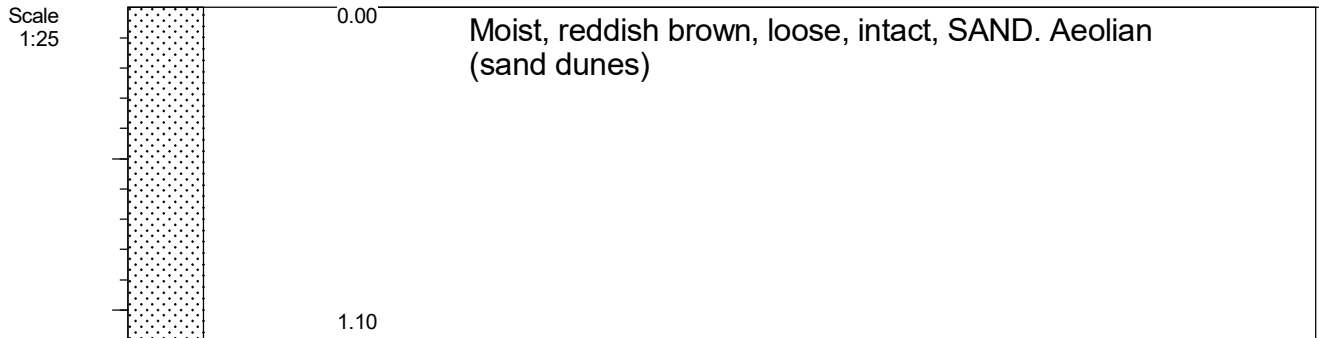 Scale
1:25
0.00
Moist, reddish brown, loose, intact, SAND. Aeolian
(sand dunes)
1.10